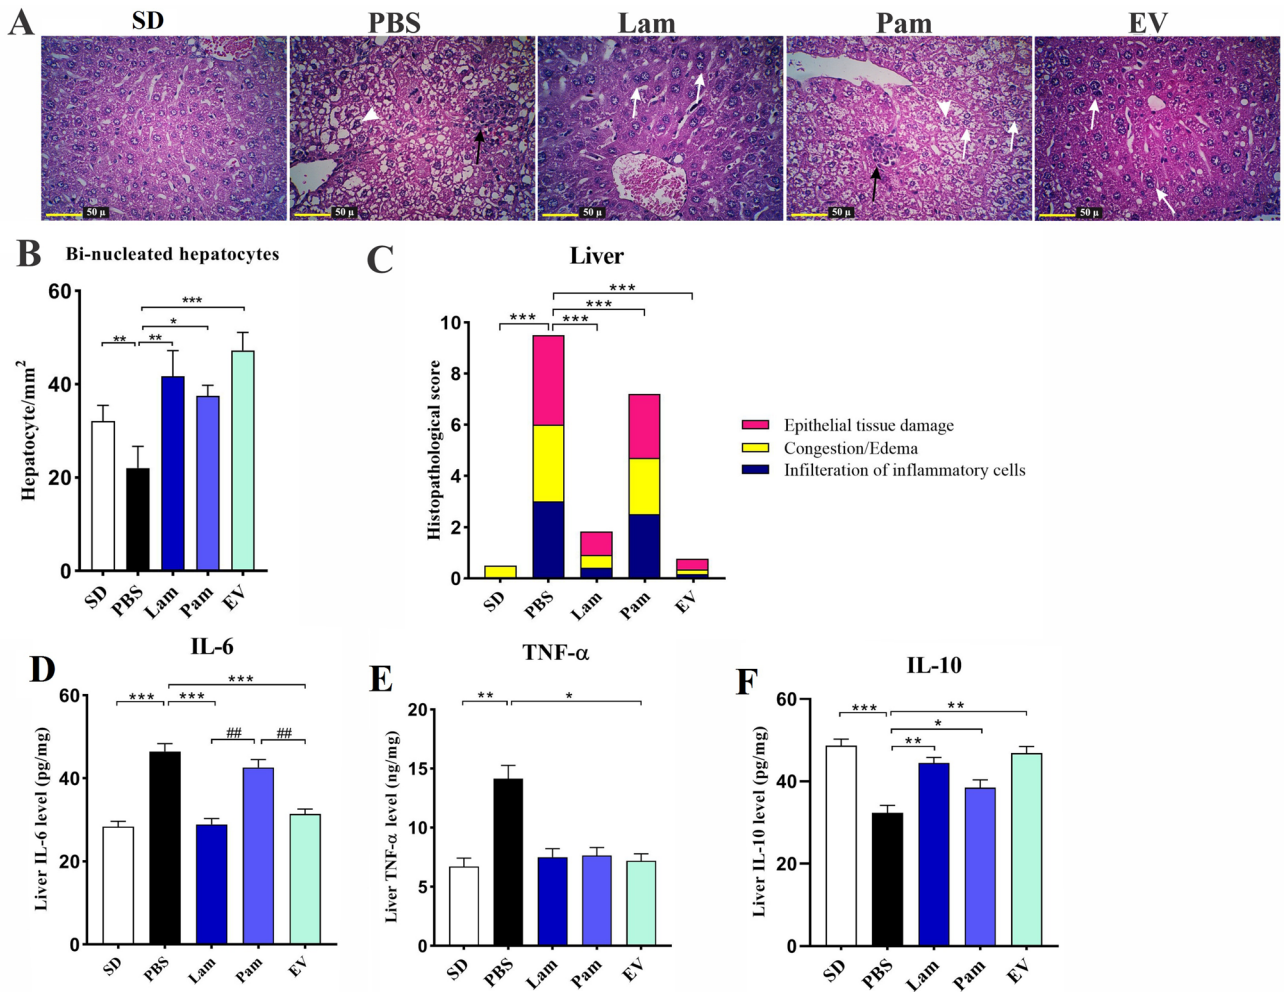 A
SD
PBS
Lam
Pam
EV
50 μ
50 μ
50 μ
50 μ
50 μ
B
Bi-nucleated hepatocytes
Hepatocyte/mm2
60
40
20
0
***
*
** **
SD
PBS
Lam
Pam
EV
C
Liver
Histopathological score
10
8
6
4
2
0
***
***
*** ***
SD
PBS
Lam
Pam
EV
Epithelial tissue damage
Congestion/Edema
Infilteration of inflammatory cells
D
IL-6
Liver IL-6 level (pg/mg)
60
40
20
0
***
*** ***
## ##
SD
PBS
Lam
Pam
EV
E
TNF-α
Liver TNF-α level (ng/mg)
20
15
10
5
0
** *
SD
PBS
Lam
Pam
EV
F
IL-10
Liver IL-10 level (pg/mg)
60
40
20
0
*** **
*
**
SD
PBS
Lam
Pam
EV